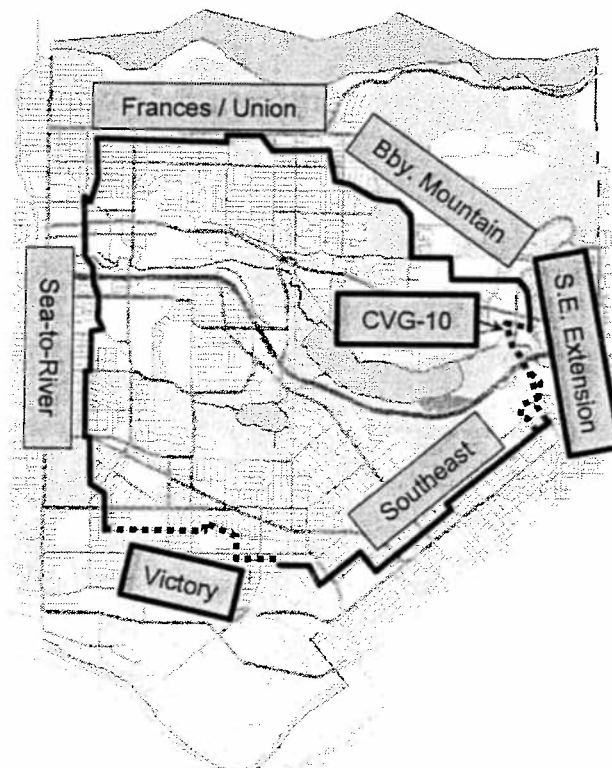 Frances / Union
Bby. Mountain
Sea-to-River
CVG-10
S.E. Extension
Southeast
Victory